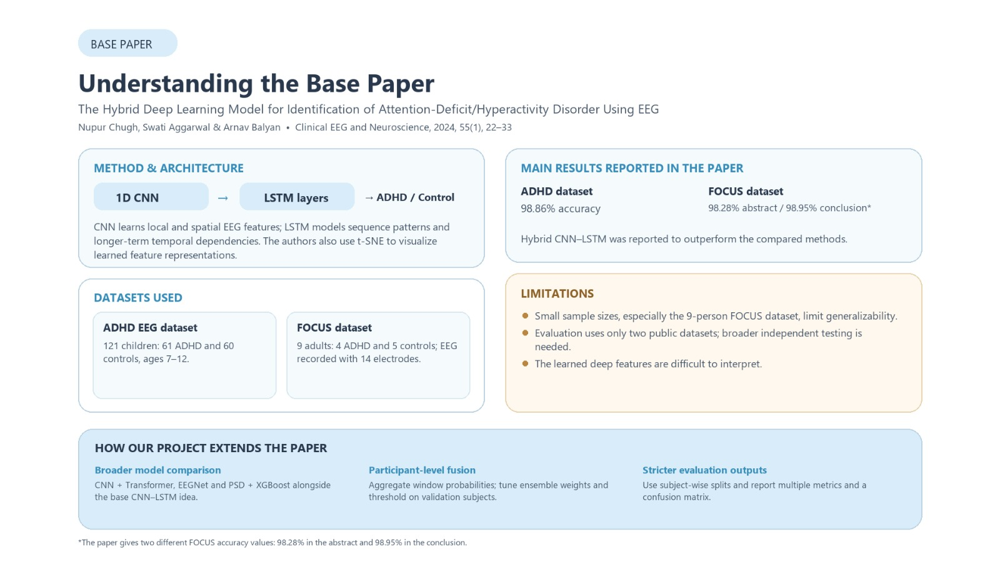 BASE PAPER
Understanding the Base Paper
The Hybrid Deep Learning Model for Identification of Attention-Deficit/Hyperactivity Disorder Using EEG
Nupur Chugh, Swati Aggarwal & Arnav Balyan • Clinical EEG and Neuroscience, 2024, 55(1), 22–33
METHOD & ARCHITECTURE
1D CNN → LSTM layers → ADHD / Control
CNN learns local and spatial EEG features; LSTM models sequence patterns and
longer-term temporal dependencies. The authors also use t-SNE to visualize
learned feature representations.
MAIN RESULTS REPORTED IN THE PAPER
ADHD dataset
98.86% accuracy
FOCUS dataset
98.28% abstract / 98.95% conclusion*
Hybrid CNN–LSTM was reported to outperform the compared methods.
DATASETS USED
ADHD EEG dataset
121 children: 61 ADHD and 60
controls, ages 7–12.
FOCUS dataset
9 adults: 4 ADHD and 5 controls; EEG
recorded with 14 electrodes.
LIMITATIONS
● Small sample sizes, especially the 9-person FOCUS dataset, limit generalizability.
● Evaluation uses only two public datasets; broader independent testing is
needed.
● The learned deep features are difficult to interpret.
HOW OUR PROJECT EXTENDS THE PAPER
Broader model comparison
CNN + Transformer, EEGNet and PSD + XGBoost alongside
the base CNN–LSTM idea.
Participant-level fusion
Aggregate window probabilities; tune ensemble weights and
threshold on validation subjects.
Stricter evaluation outputs
Use subject-wise splits and report multiple metrics and a
confusion matrix.
*The paper gives two different FOCUS accuracy values: 98.28% in the abstract and 98.95% in the conclusion.